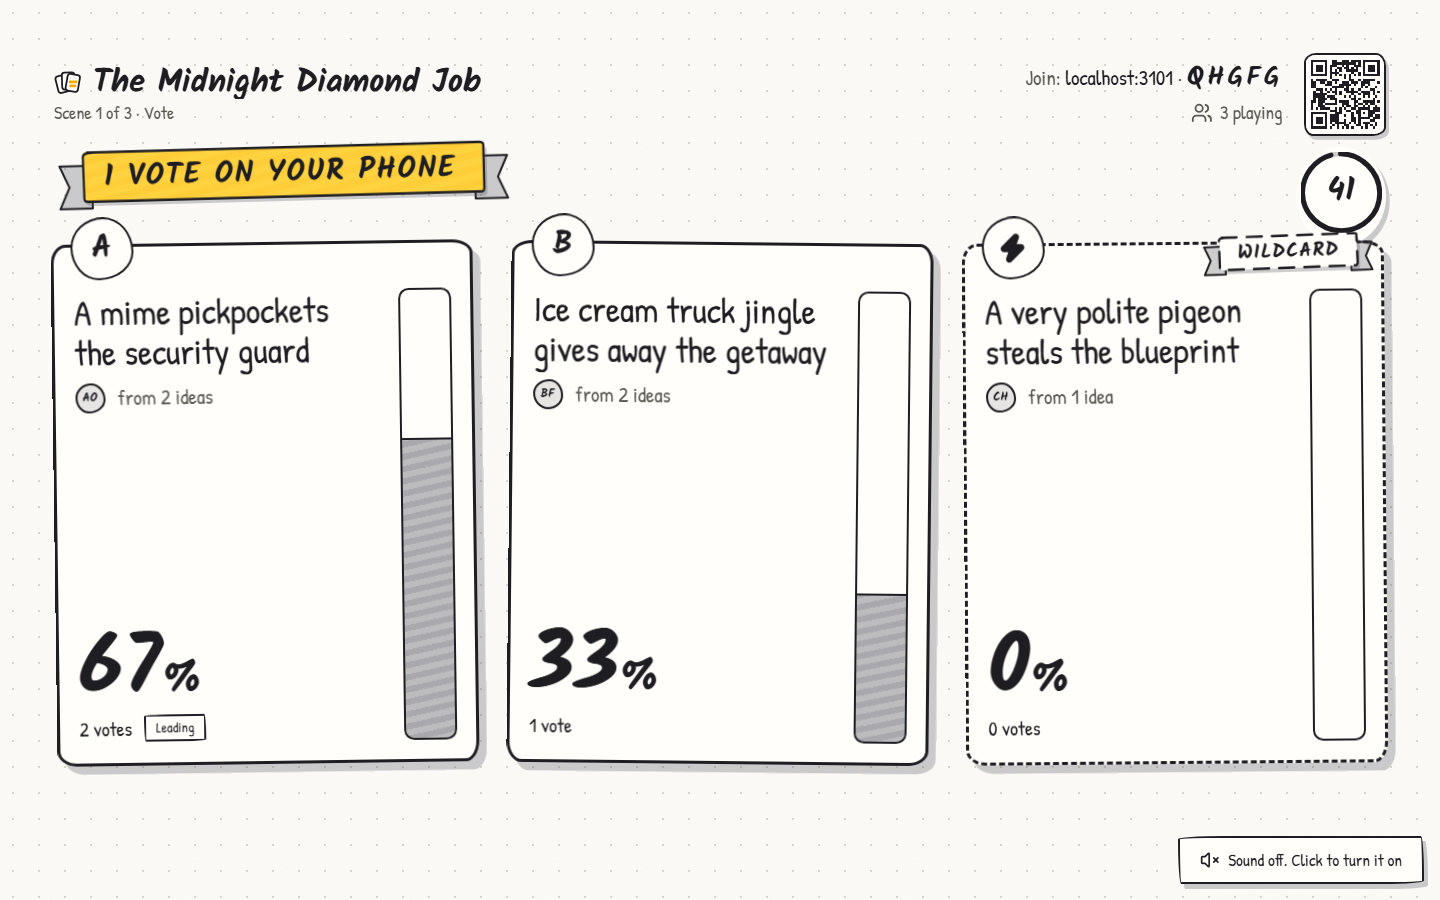 The Midnight Diamond Job
Scene 1 of 3 · Vote
Join: localhost:3101 · QHGFG
3 playing
1 VOTE ON YOUR PHONE
41
A
A mime pickpockets
the security guard
AO from 2 ideas
67%
2 votes Leading
B
Ice cream truck jingle
gives away the getaway
BF from 2 ideas
33%
1 vote
WILDCARD
A very polite pigeon
steals the blueprint
CH from 1 idea
0%
0 votes
Sound off. Click to turn it on